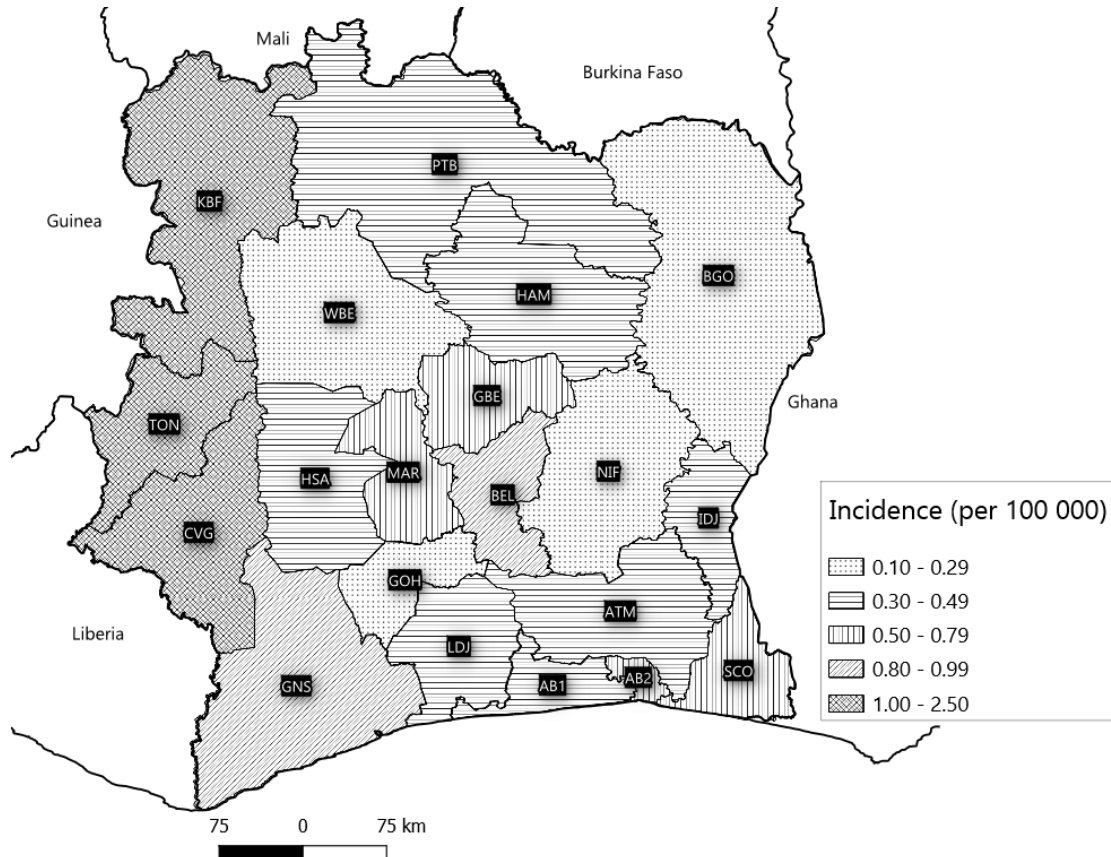 Mali
Burkina Faso
PTB
KBF
Guinea
BGO
HAM
WBE
GBE
Ghana
TON
MAR
NIF
HSA
BEL
IDJ
CVG
GOH
ATM
Liberia
LDJ
SCO
AB2
AB1
GNS
Incidence (per 100 000)
0.10 - 0.29
0.30 - 0.49
0.50 - 0.79
0.80 - 0.99
1.00 - 2.50
75 0 75 km